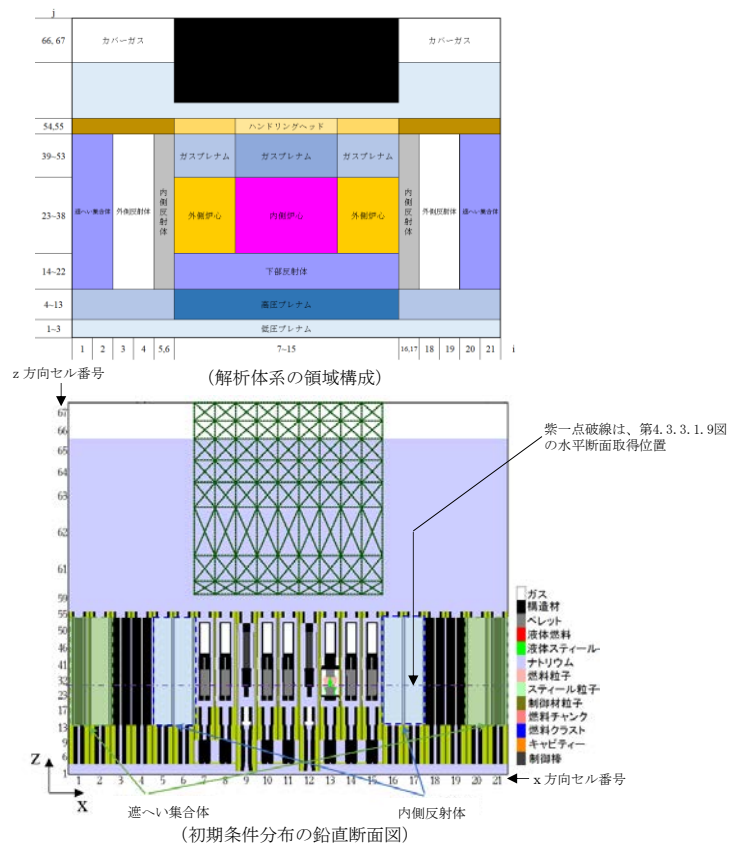 j
66, 67
カバーガス
カバーガス
54,55
ハンドリングヘッド
39~53
ガスプレナム
ガスプレナム
ガスプレナム
23~38
遮へい集合体
外側反射体
内側反射体
外側炉心
内側炉心
外側炉心
内側反射体
外側反射体
遮へい集合体
14~22
下部反射体
4~13
高圧プレナム
1~3
低圧プレナム
1 2 3 4 5,6 7~15 16,17 18 19 20 21 i
(解析体系の領域構成)
z 方向セル番号
67
66
65
64
63
62
61
59
55
50
46
41
32
23
17
13
9
6
1
紫一点破線は、第4.3.3.1.9図
の水平断面取得位置
ガス
構造材
ペレット
液体燃料
液体スティール
ナトリウム
燃料粒子
スティール粒子
制御材粒子
燃料チャンク
燃料クラスト
キャビティー
制御棒
Z
X
1 2 3 4 5 6 7 8 9 10 11 12 13 14 15 16 17 18 19 20 21
x 方向セル番号
遮へい集合体
内側反射体
(初期条件分布の鉛直断面図)